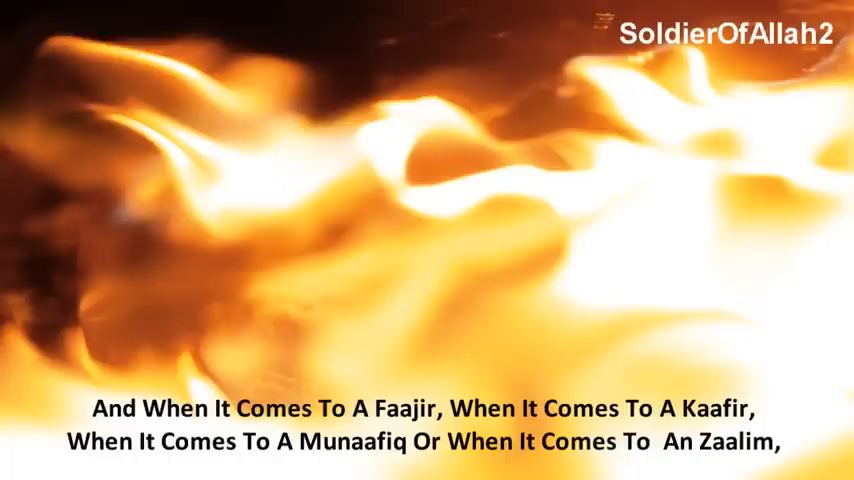 SoldierOfAllah2
And When It Comes To A Faajir, When It Comes To A Kaafir,
When It Comes To A Munaafiq Or When It Comes To  An Zaalim,